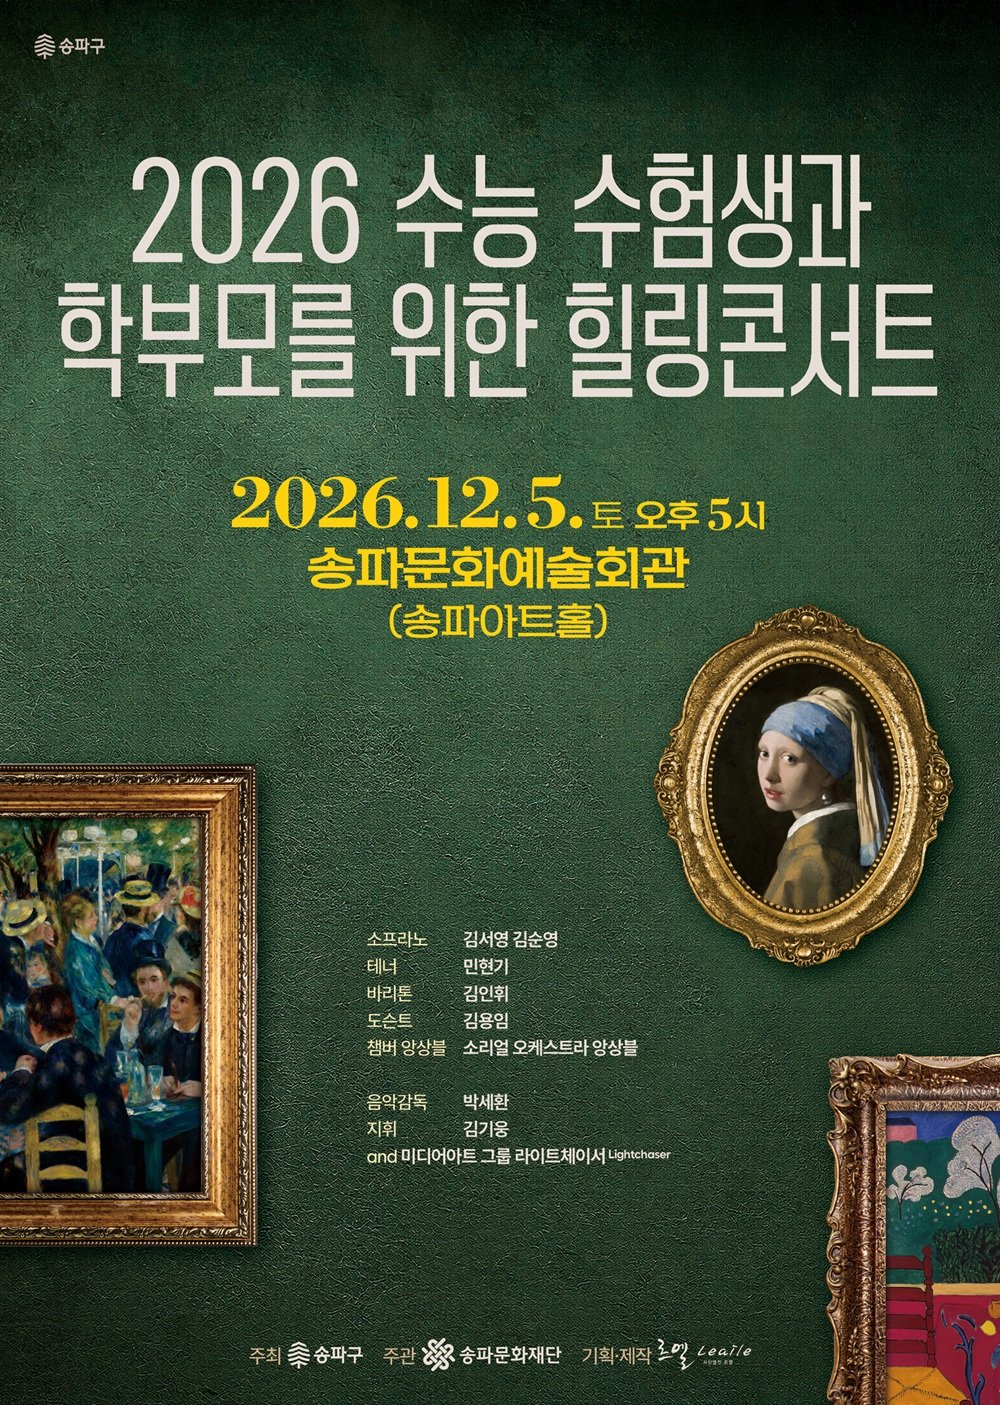 송파구
2026 수능 수험생과
학부모를 위한 힐링콘서트
2026.12.5. 토 오후 5시
송파문화예술회관
(송파아트홀)
소프라노 김서영 김순영
테너 민현기
바리톤 김인휘
도슨트 김용임
챔버 앙상블 소리얼 오케스트라 앙상블
음악감독 박세환
지휘 김기웅
and 미디어아트 그룹 라이트체이서 Lightchaser
주최 송파구 주관 송파문화재단 기획·제작 르엘 Leaile